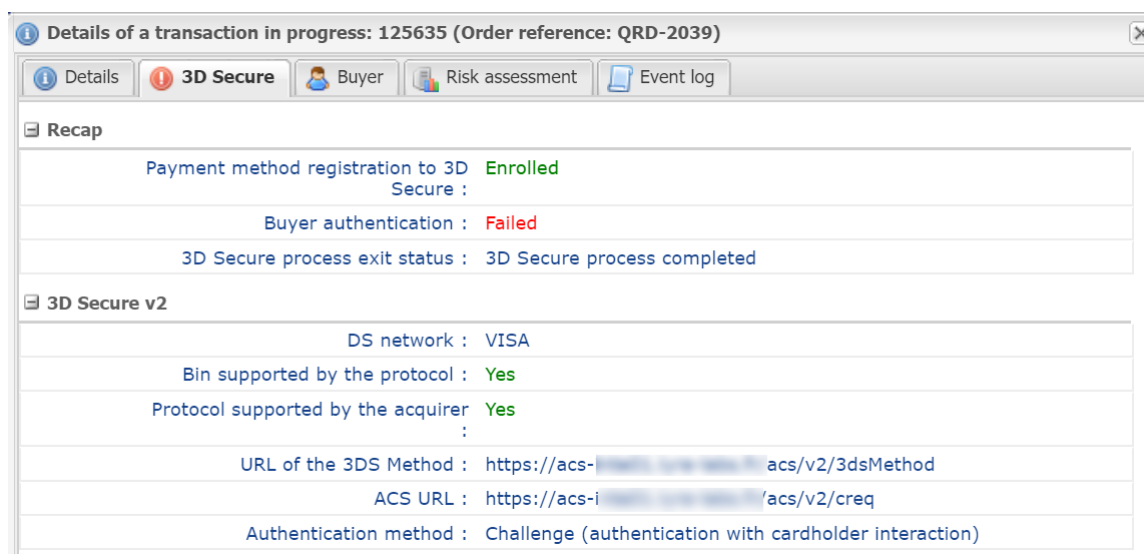 Details of a transaction in progress: 125635 (Order reference: QRD-2039)
Details 3D Secure Buyer Risk assessment Event log
Recap
Payment method registration to 3D Enrolled
Secure :
Buyer authentication : Failed
3D Secure process exit status : 3D Secure process completed
3D Secure v2
DS network : VISA
Bin supported by the protocol : Yes
Protocol supported by the acquirer Yes
:
URL of the 3DS Method : https://acs- acs/v2/3dsMethod
ACS URL : https://acs-i /acs/v2/creq
Authentication method : Challenge (authentication with cardholder interaction)